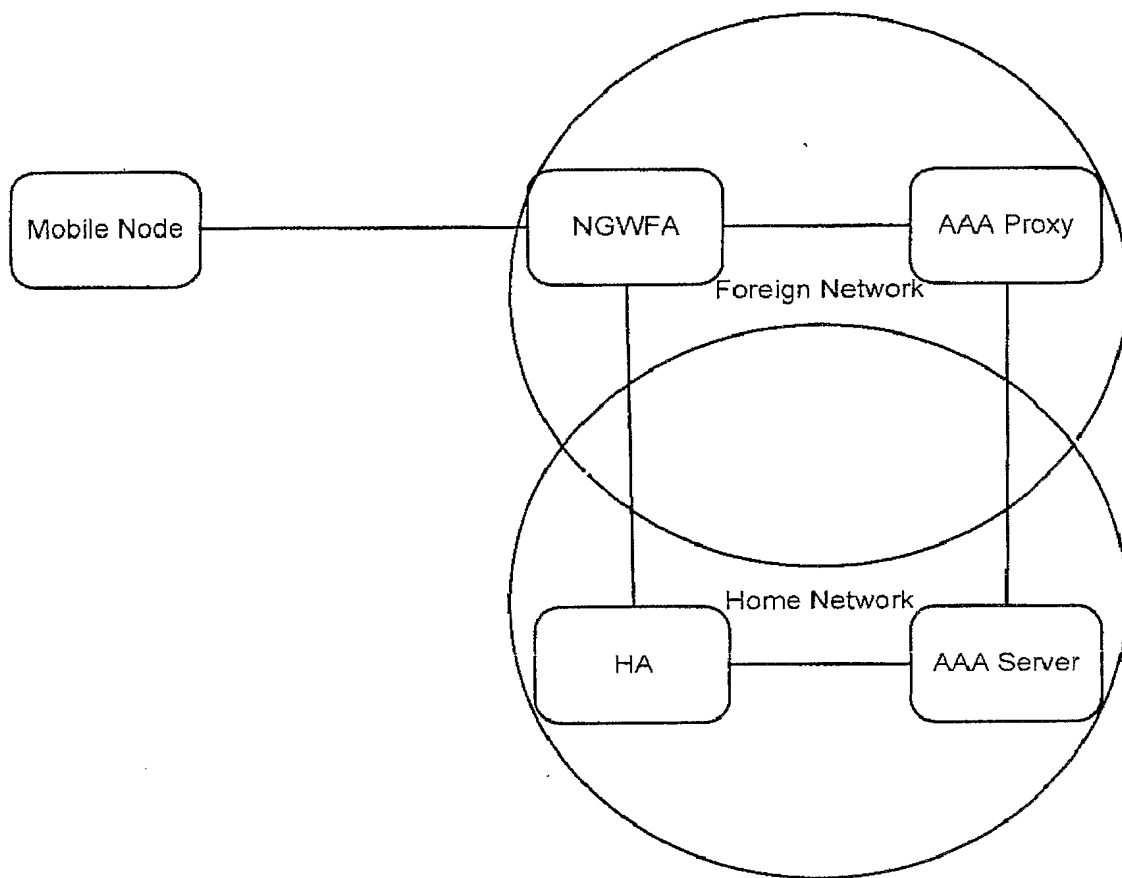 Mobile Node
NGWFA
AAA Proxy
Foreign Network
Home Network
HA
AAA Server